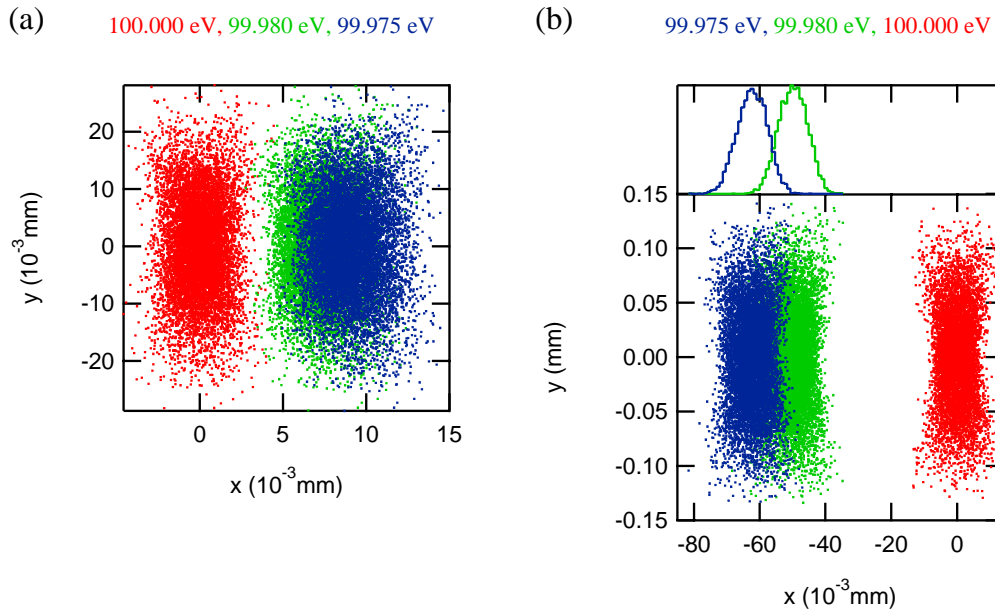 (a)
100.000 eV, 99.980 eV, 99.975 eV
20
10
0
-10
-20
y (10⁻³mm)
0 5 10 15
x (10⁻³mm)
(b)
99.975 eV, 99.980 eV, 100.000 eV
0.15
0.10
0.05
0.00
-0.05
-0.10
-0.15
y (mm)
-80 -60 -40 -20 0
x (10⁻³mm)